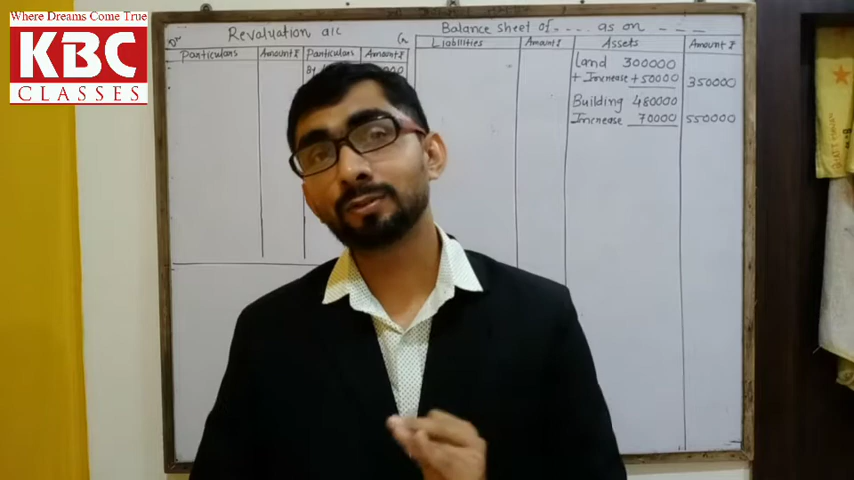 Where Dreams Come True
KBC
CLASSES
Revaluation a/c
Dr
Cr
Particulars Amount ₹ Particulars Amount ₹
Balance sheet of - - - - as on - - - -
Liabilities Amount ₹ Assets Amount ₹
Land 300000
+ Increase +50000 350000
Building 480000
Increase 70000 550000